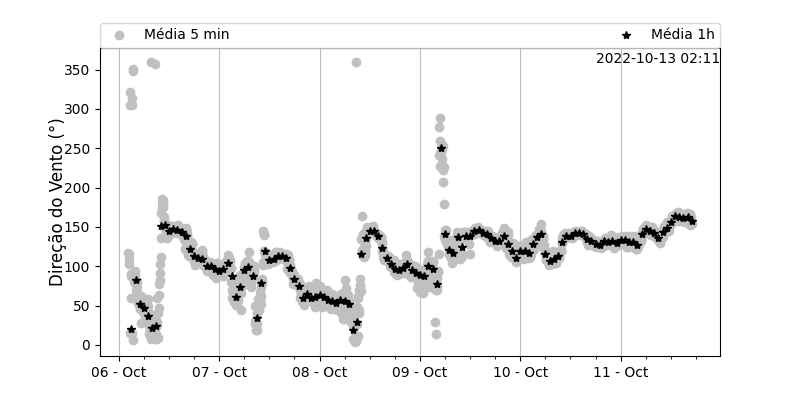 Média 5 min
Média 1h
2022-10-13 02:11
Direção do Vento (°)
350
300
250
200
150
100
50
0
06 - Oct
07 - Oct
08 - Oct
09 - Oct
10 - Oct
11 - Oct